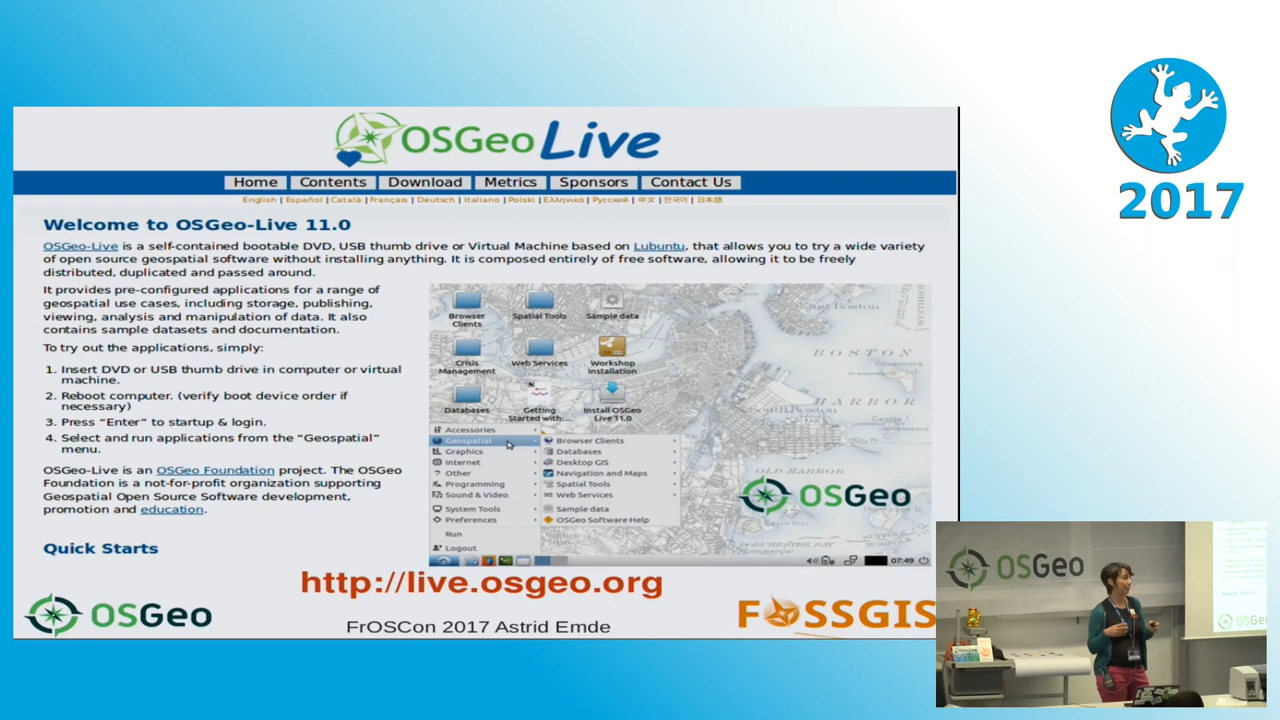 OSGeo Live
Home Contents Download Metrics Sponsors Contact Us
English | Español | Català | Français | Deutsch | Italiano | Polski | Ελληνικά | Русский | 中文 | 한국어 | 日本語
Welcome to OSGeo-Live 11.0
OSGeo-Live is a self-contained bootable DVD, USB thumb drive or Virtual Machine based on Lubuntu, that allows you to try a wide variety
of open source geospatial software without installing anything. It is composed entirely of free software, allowing it to be freely
distributed, duplicated and passed around.
It provides pre-configured applications for a range of
geospatial use cases, including storage, publishing,
viewing, analysis and manipulation of data. It also
contains sample datasets and documentation.
To try out the applications, simply:
1. Insert DVD or USB thumb drive in computer or virtual
machine.
2. Reboot computer. (verify boot device order if
necessary)
3. Press “Enter” to startup & login.
4. Select and run applications from the “Geospatial”
menu.
OSGeo-Live is an OSGeo Foundation project. The OSGeo
Foundation is a not-for-profit organization supporting
Geospatial Open Source Software development,
promotion and education.
Quick Starts
Browser
Clients
Spatial Tools
Sample data
Crisis
Management
Web Services
Workshop
Installation
Databases
Getting
Started with...
Install OSGeo
Live 11.0
Accessories
Geospatial
Graphics
Internet
Other
Programming
Sound & Video
System Tools
Preferences
Run
Logout
Browser Clients
Databases
Desktop GIS
Navigation and Maps
Spatial Tools
Web Services
Sample data
OSGeo Software Help
BOSTON
HARBOR
OLD HARBOR
OSGeo
07:49
http://live.osgeo.org
OSGeo
FrOSCon 2017 Astrid Emde
FOSSGIS
2017
OSGeo